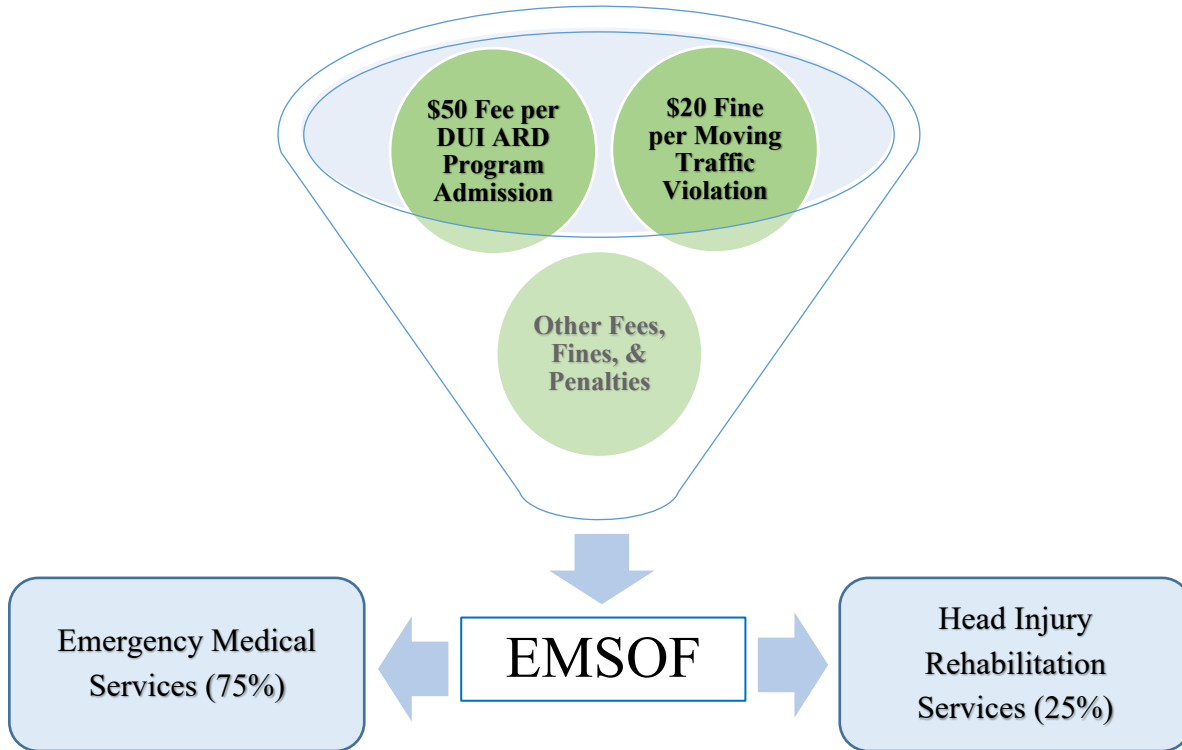 $50 Fee per
DUI ARD
Program
Admission
$20 Fine
per Moving
Traffic
Violation
Other Fees,
Fines, &
Penalties
Emergency Medical
Services (75%)
EMSOF
Head Injury
Rehabilitation
Services (25%)